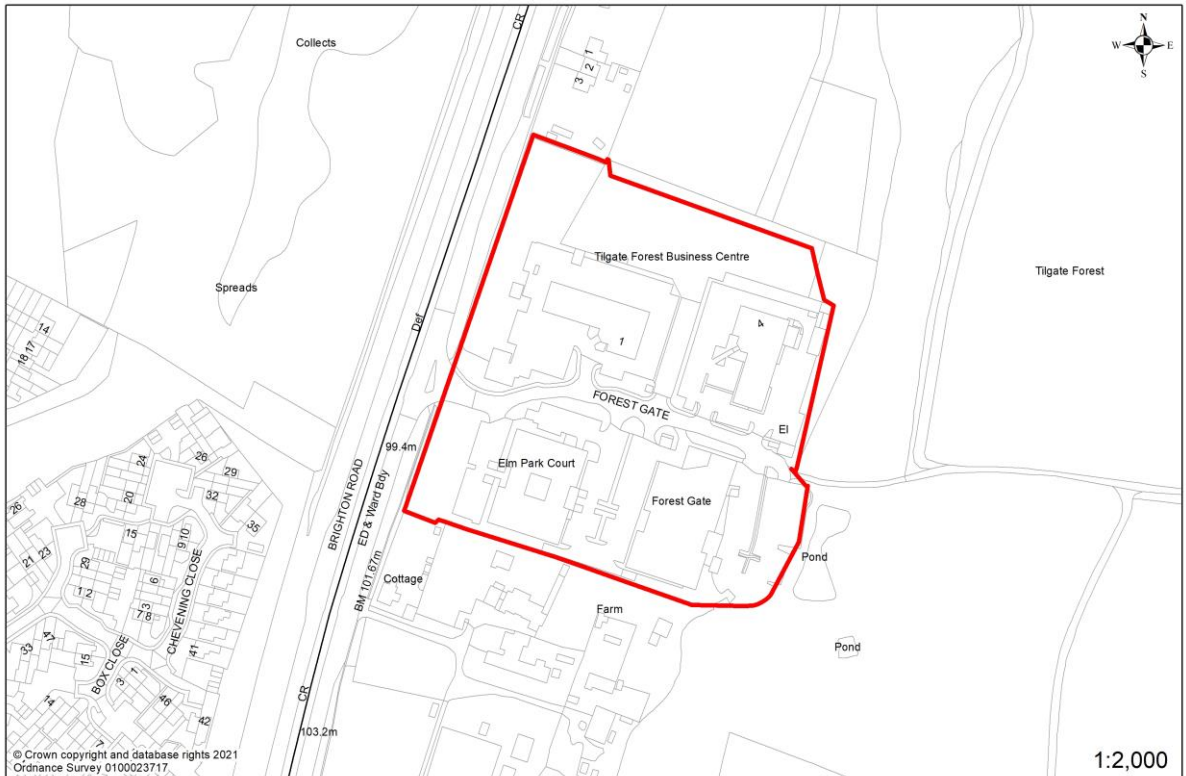 N
W E
S
CR
Collects
1
2
3
Tilgate Forest Business Centre
Tilgate Forest
Spreads
Def
14
17
18
1
4
FOREST GATE
El
99.4m
Elm Park Court
Forest Gate
BRIGHTON ROAD
ED & Ward Bdy
BM 101.67m
24
26
29
32
35
28
20
26
15
9 10
23
21
29
6
1 2
3
7 8
CHEVENING CLOSE
Cottage
Pond
Farm
Pond
47
33
15
BOX CLOSE
41
1
3
46
14
42
7
CR
103.2m
© Crown copyright and database rights 2021
Ordnance Survey 0100023717
1:2,000